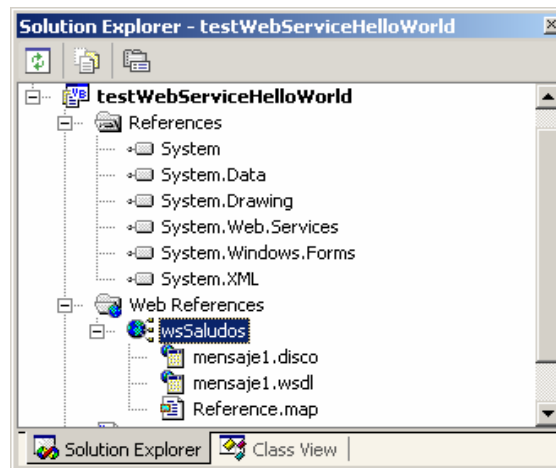 Solution Explorer - testWebServiceHelloWorld
testWebServiceHelloWorld
References
System
System.Data
System.Drawing
System.Web.Services
System.Windows.Forms
System.XML
Web References
wsSaludos
mensaje1.disco
mensaje1.wsdl
Reference.map
Solution Explorer Class View